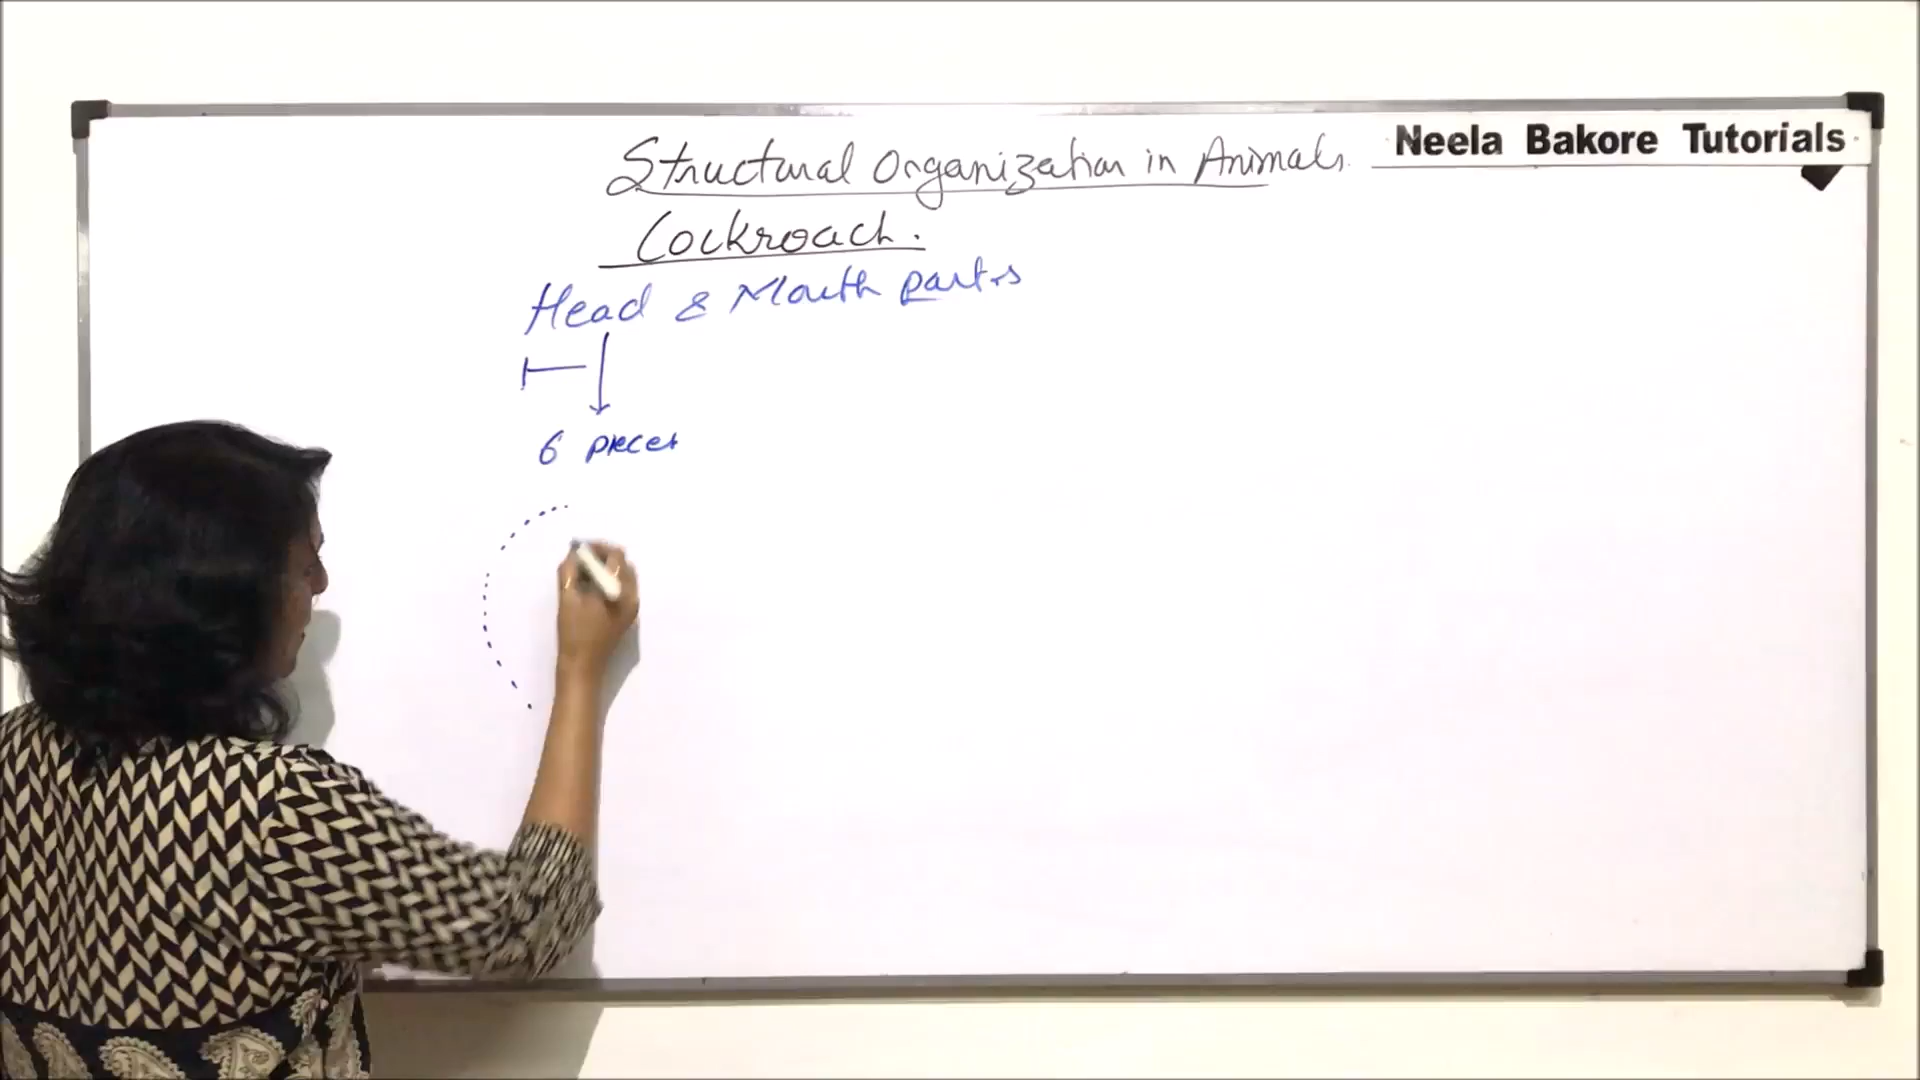 Neela Bakore Tutorials
Structural Organization in Animals.
Cockroach.
Head & Mouth parts
6 pieces